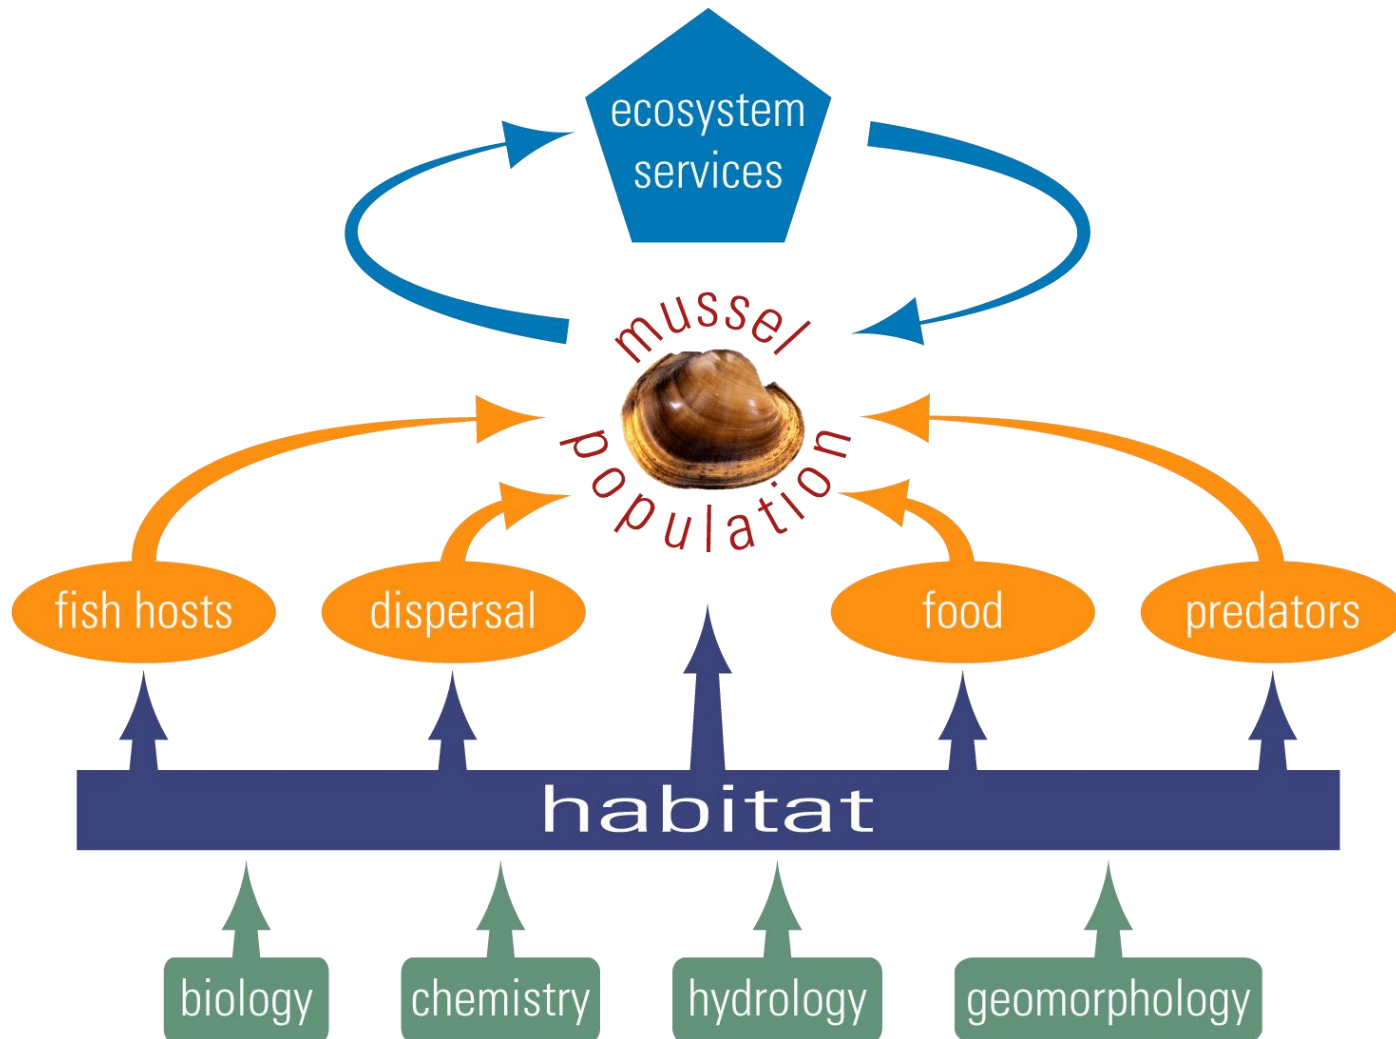 ecosystem
services
mussel
population
fish hosts
dispersal
food
predators
habitat
biology
chemistry
hydrology
geomorphology